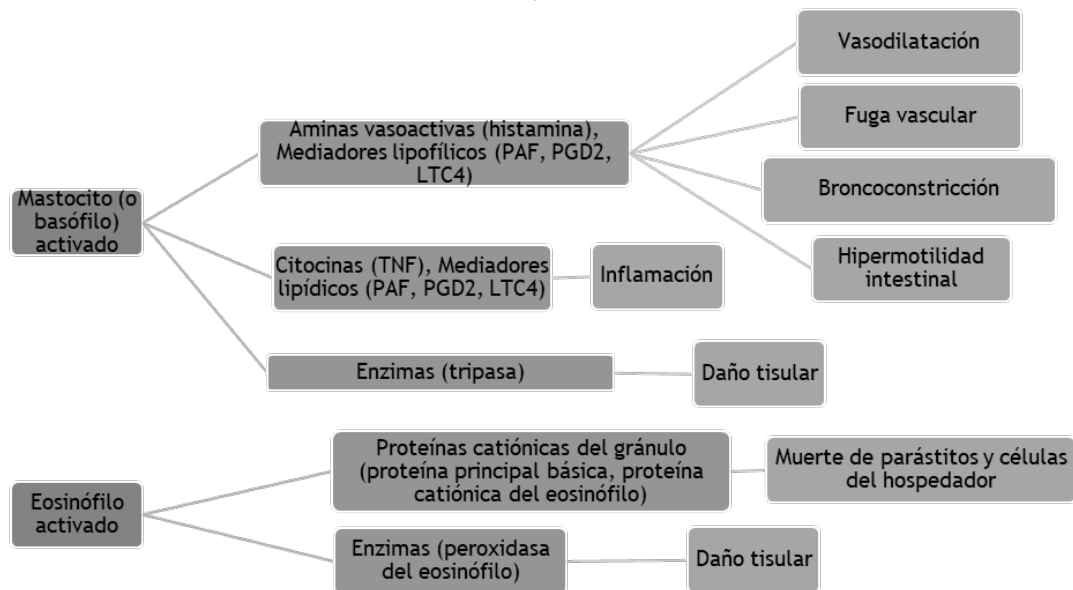 Mastocito (o
basófilo)
activado
Aminas vasoactivas (histamina),
Mediadores lipofílicos (PAF, PGD2,
LTC4)
Vasodilatación
Fuga vascular
Broncoconstricción
Hipermotilidad
intestinal
Citocinas (TNF), Mediadores
lipídicos (PAF, PGD2, LTC4)
Inflamación
Enzimas (tripasa)
Daño tisular
Eosinófilo
activado
Proteínas catiónicas del gránulo
(proteína principal básica, proteína
catiónica del eosinófilo)
Muerte de parástitos y células
del hospedador
Enzimas (peroxidasa
del eosinófilo)
Daño tisular